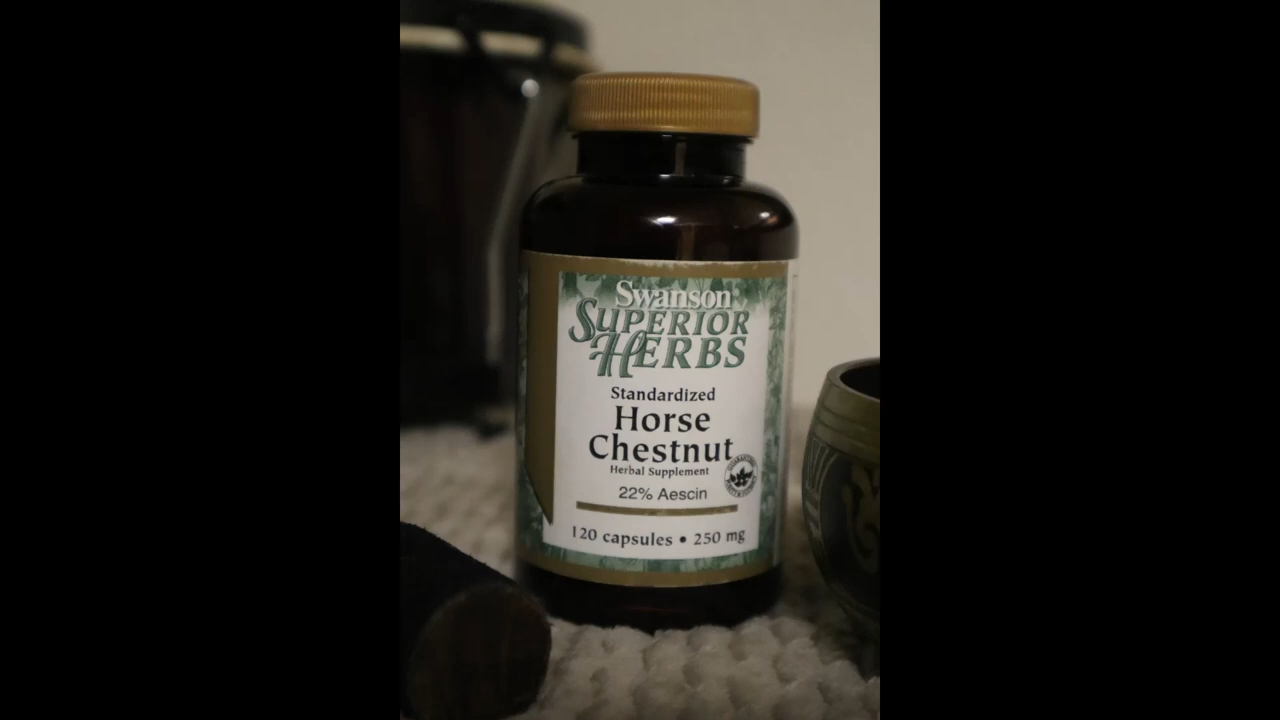 Swanson
SUPERIOR
HERBS
Standardized
Horse
Chestnut
Herbal Supplement
22% Aescin
120 capsules • 250 mg